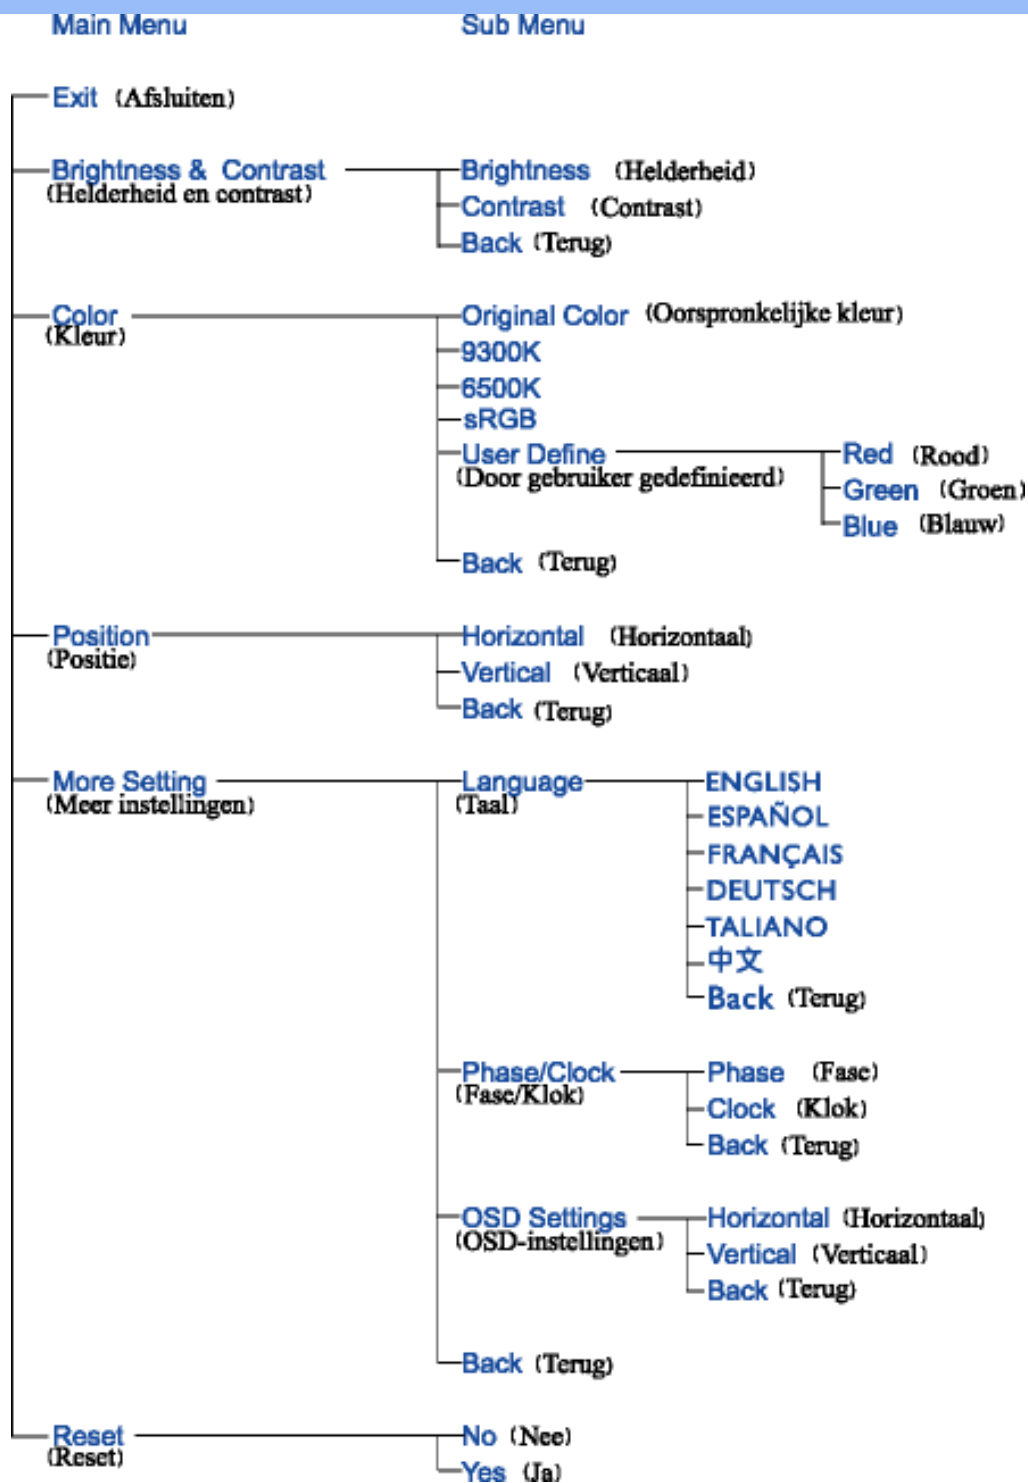 Main Menu Sub Menu
Exit (Afsluiten)
Brightness & Contrast Brightness (Helderheid)
(Helderheid en contrast)
Contrast (Contrast)
Back (Terug)
Color Original Color (Oorspronkelijke kleur)
(Kleur)
9300K
6500K
sRGB
User Define Red (Rood)
(Door gebruiker gedefinieerd)
Green (Groen)
Blue (Blauw)
Back (Terug)
Position Horizontal (Horizontaal)
(Positie)
Vertical (Verticaal)
Back (Terug)
More Setting Language ENGLISH
(Meer instellingen) (Taal)
ESPAÑOL
FRANÇAIS
DEUTSCH
TALIANO
中文
Back (Terug)
Phase/Clock Phase (Fase)
(Fase/Klok)
Clock (Klok)
Back (Terug)
OSD Settings Horizontal (Horizontaal)
(OSD-instellingen)
Vertical (Verticaal)
Back (Terug)
Back (Terug)
Reset No (Nee)
(Reset)
Yes (Ja)